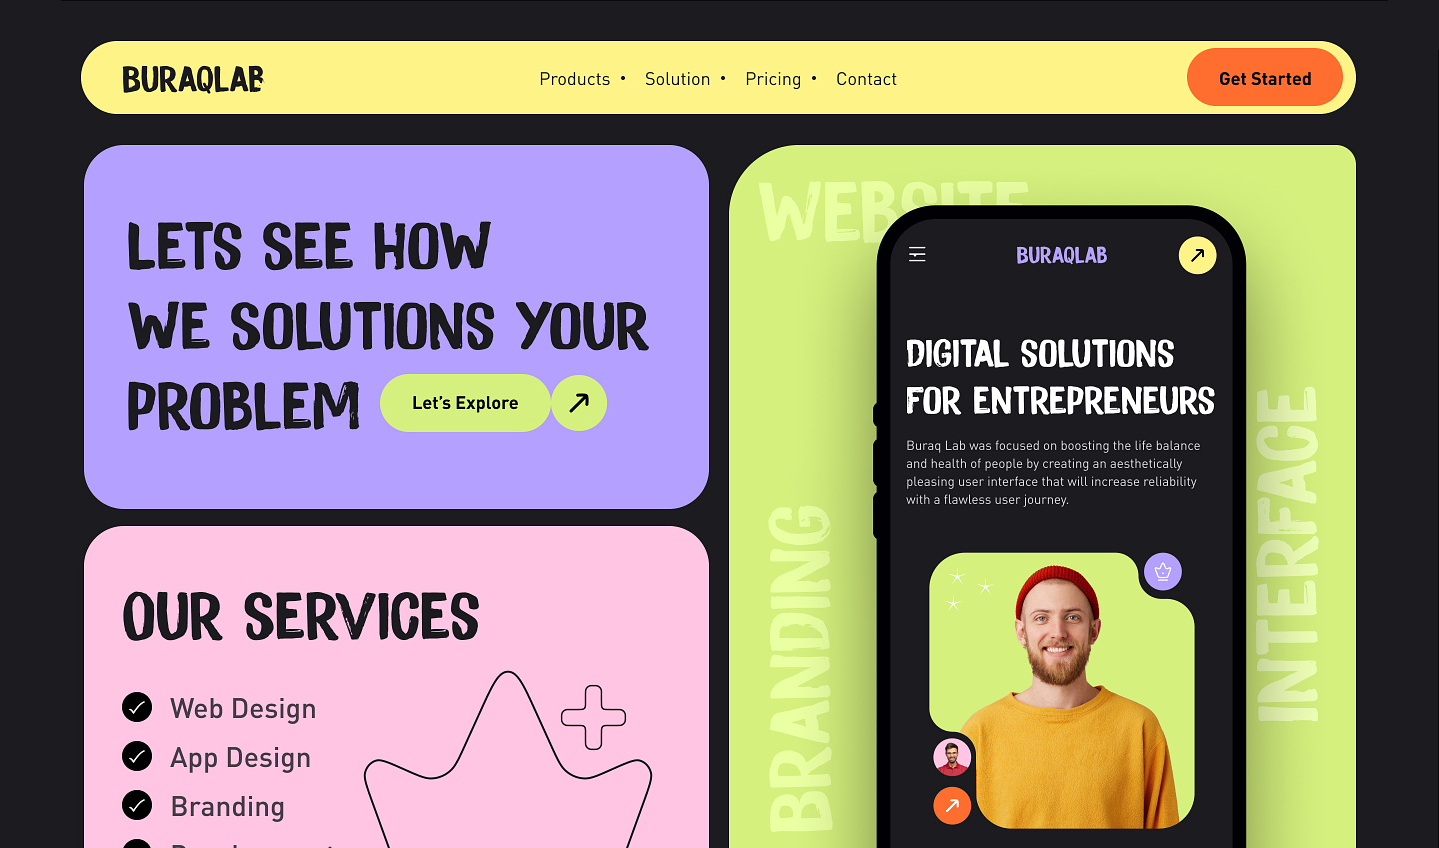 BURAQLAB
Products • Solution • Pricing • Contact
Get Started
LETS SEE HOW
WE SOLUTIONS YOUR
PROBLEM
Let's Explore
OUR SERVICES
Web Design
App Design
Branding
WEBSITE
BRANDING
INTERFACE
BURAQLAB
DIGITAL SOLUTIONS
FOR ENTREPRENEURS
Buraq Lab was focused on boosting the life balance
and health of people by creating an aesthetically
pleasing user interface that will increase reliability
with a flawless user journey.